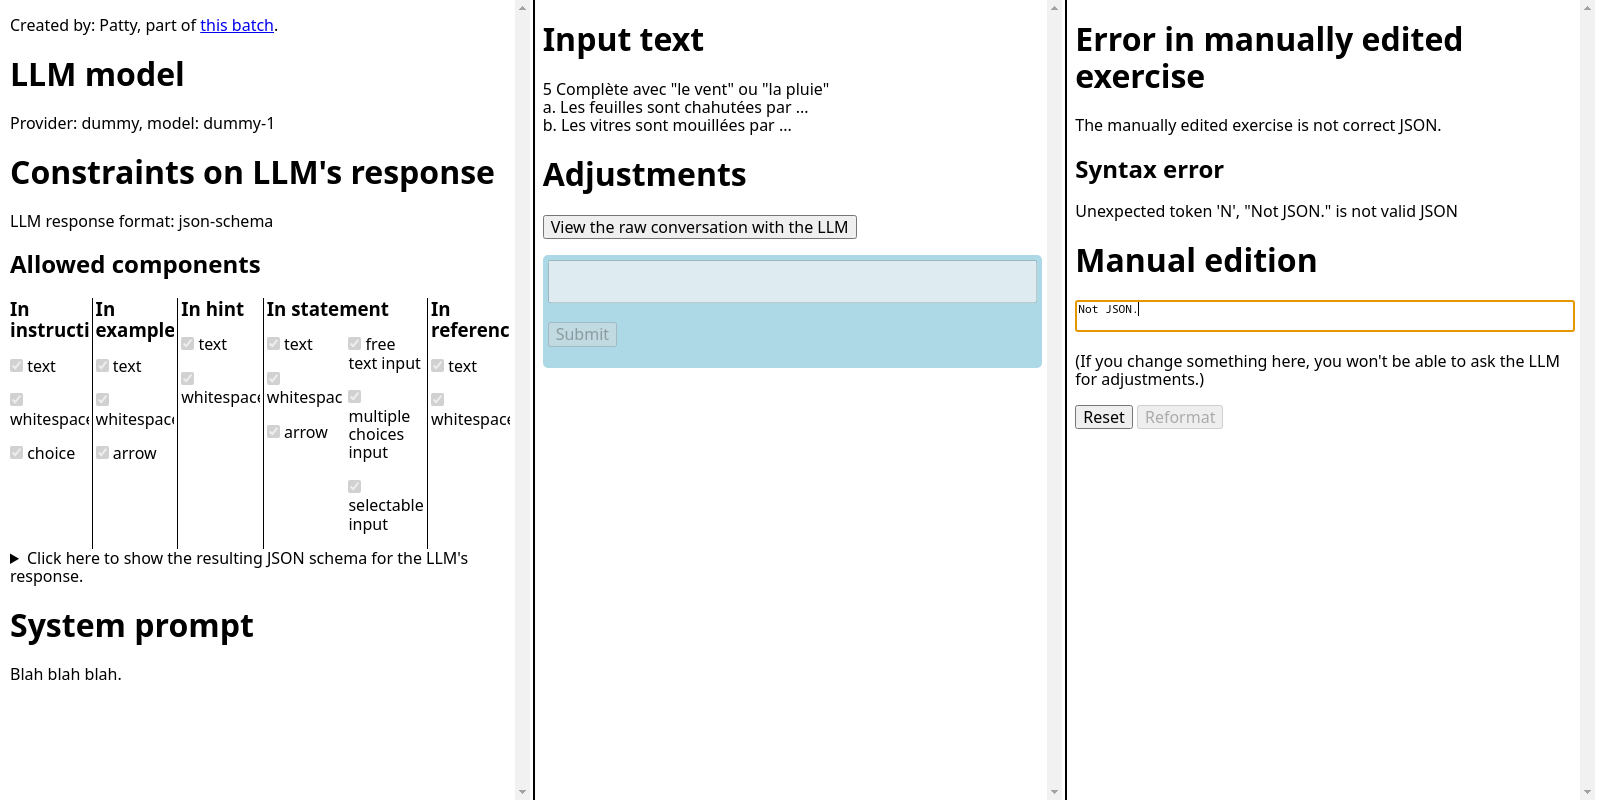 Created by: Patty, part of this batch.
LLM model
Provider: dummy, model: dummy-1
Constraints on LLM's response
LLM response format: json-schema
Allowed components
In
instructi
text
whitespace
choice
In
example
text
whitespace
arrow
In hint
text
whitespace
In statement
text
whitespac
arrow
free
text input
multiple
choices
input
selectable
input
In
referenc
text
whitespace
Click here to show the resulting JSON schema for the LLM's
response.
System prompt
Blah blah blah.
Input text
5 Complète avec "le vent" ou "la pluie"
a. Les feuilles sont chahutées par ...
b. Les vitres sont mouillées par ...
Adjustments
View the raw conversation with the LLM
Submit
Error in manually edited
exercise
The manually edited exercise is not correct JSON.
Syntax error
Unexpected token 'N', "Not JSON." is not valid JSON
Manual edition
Not JSON.
(If you change something here, you won't be able to ask the LLM
for adjustments.)
Reset Reformat